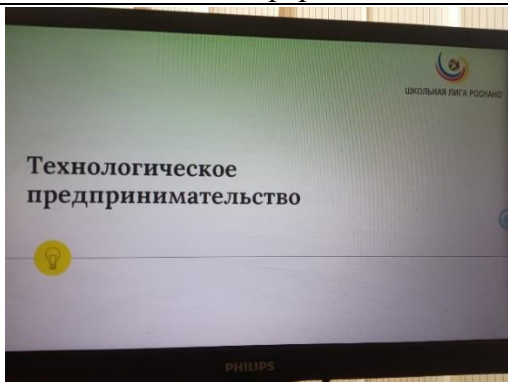 ШКОЛЬНАЯ ЛИГА РОСНАНО
Технологическое
предпринимательство
PHILIPS